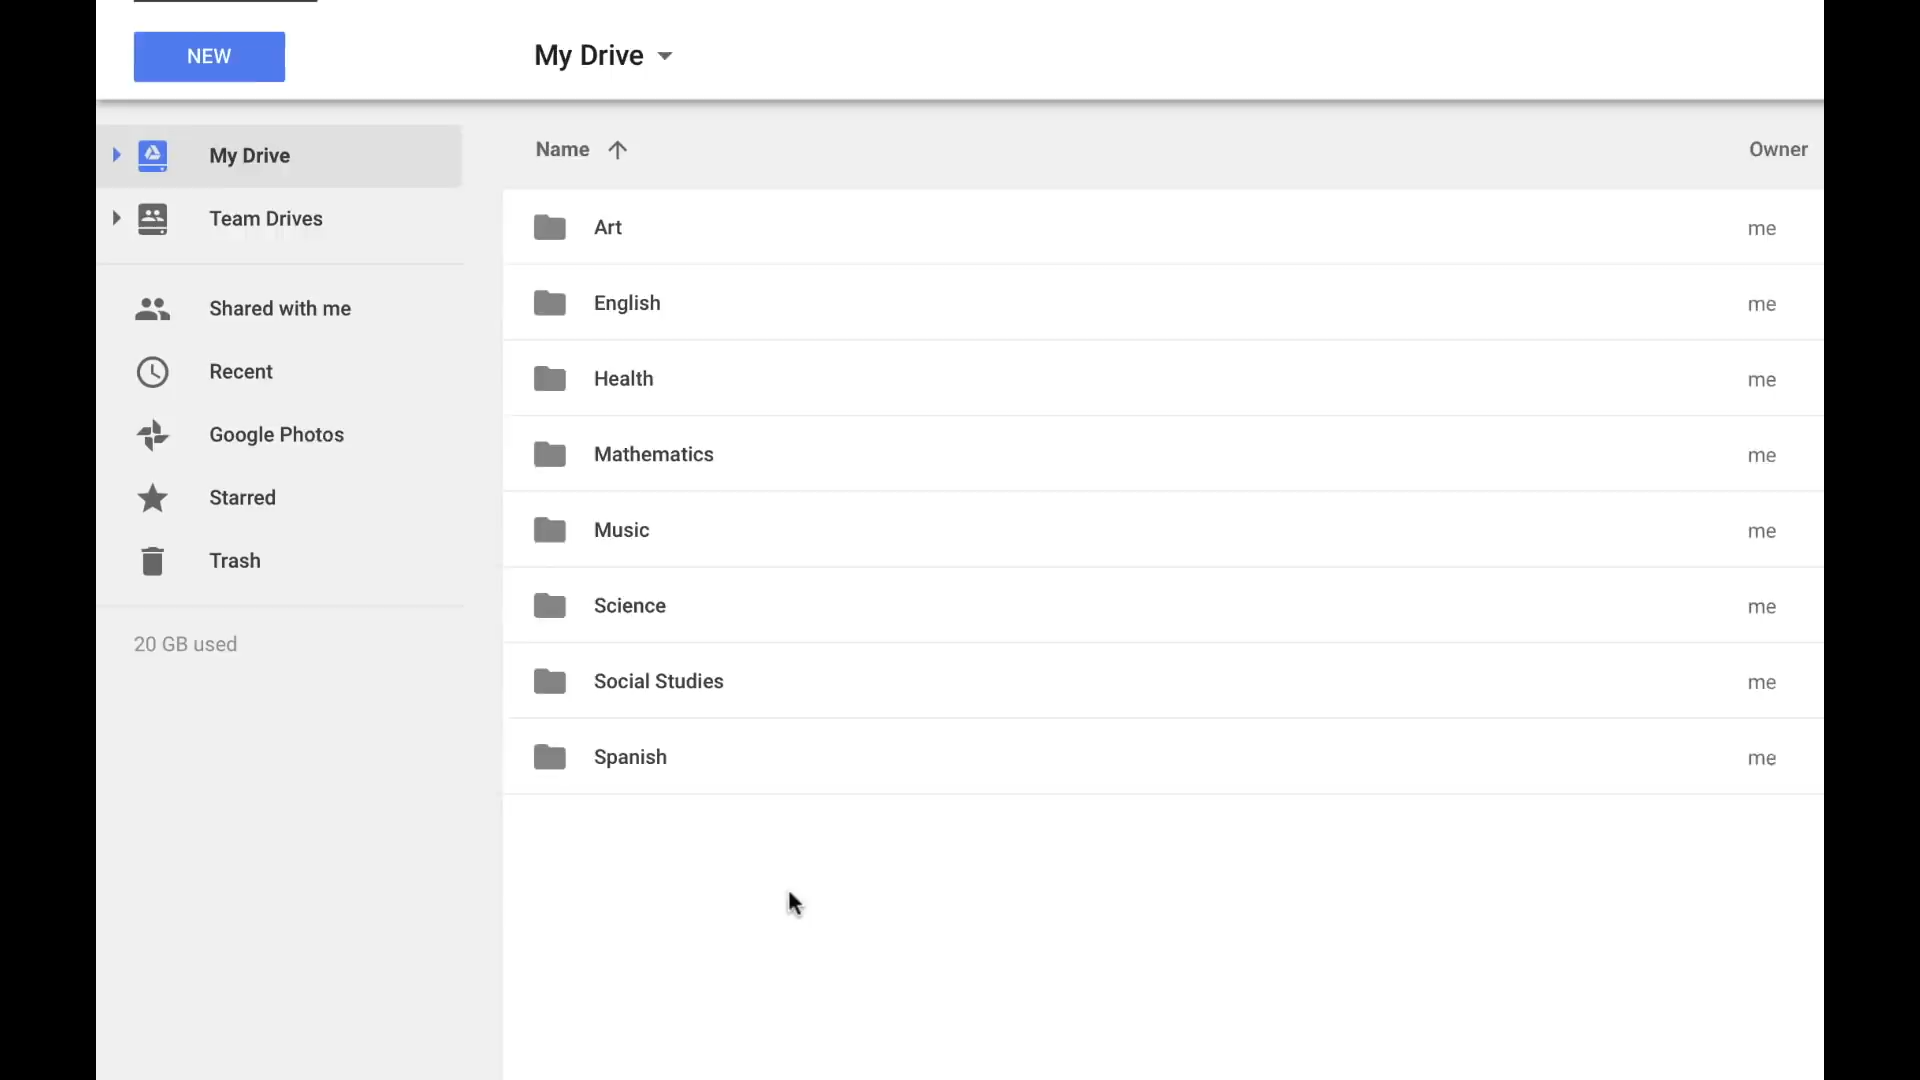 NEW
My Drive
My Drive
Team Drives
Shared with me
Recent
Google Photos
Starred
Trash
20 GB used
Name Owner
Art me
English me
Health me
Mathematics me
Music me
Science me
Social Studies me
Spanish me